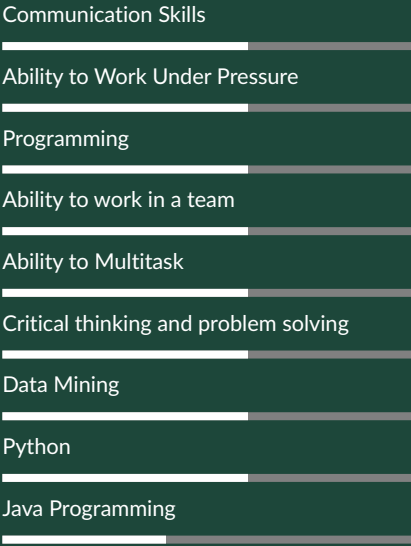 Communication Skills
Ability to Work Under Pressure
Programming
Ability to work in a team
Ability to Multitask
Critical thinking and problem solving
Data Mining
Python
Java Programming